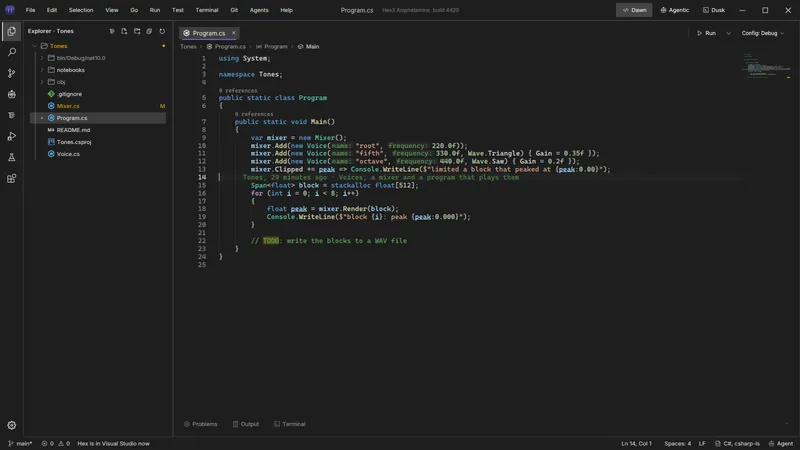 File Edit Selection View Go Run Test Terminal Git Agents Help
Program.cs Hex3 Amphetamine, build 4420
Dawn Agentic Dusk
Explorer · Tones
Program.cs
Run Config: Debug
Tones
bin/Debug/net10.0
notebooks
obj
.gitignore
Mixer.cs M
Program.cs
README.md
Tones.csproj
Voice.cs
Tones > Program.cs > Program > Main
1 using System;
2
3 namespace Tones;
4
0 references
5 public static class Program
6 {
0 references
7 public static void Main()
8 {
9 var mixer = new Mixer();
10 mixer.Add(new Voice(name: "root", frequency: 220.0f));
11 mixer.Add(new Voice(name: "fifth", frequency: 330.0f, Wave.Triangle) { Gain = 0.35f });
12 mixer.Add(new Voice(name: "octave", frequency: 440.0f, Wave.Saw) { Gain = 0.2f });
13 mixer.Clipped += peak => Console.WriteLine($"limited a block that peaked at {peak:0.00}");
14 Tones, 29 minutes ago · Voices, a mixer and a program that plays them
15 Span<float> block = stackalloc float[512];
16 for (int i = 0; i < 8; i++)
17 {
18 float peak = mixer.Render(block);
19 Console.WriteLine($"block {i}: peak {peak:0.000}");
20 }
21
22 // TODO: write the blocks to a WAV file
23 }
24 }
25
Problems Output Terminal
main* 0 0 Hex is in Visual Studio now
Ln 14, Col 1 Spaces: 4 LF C#, csharp-ls Agent